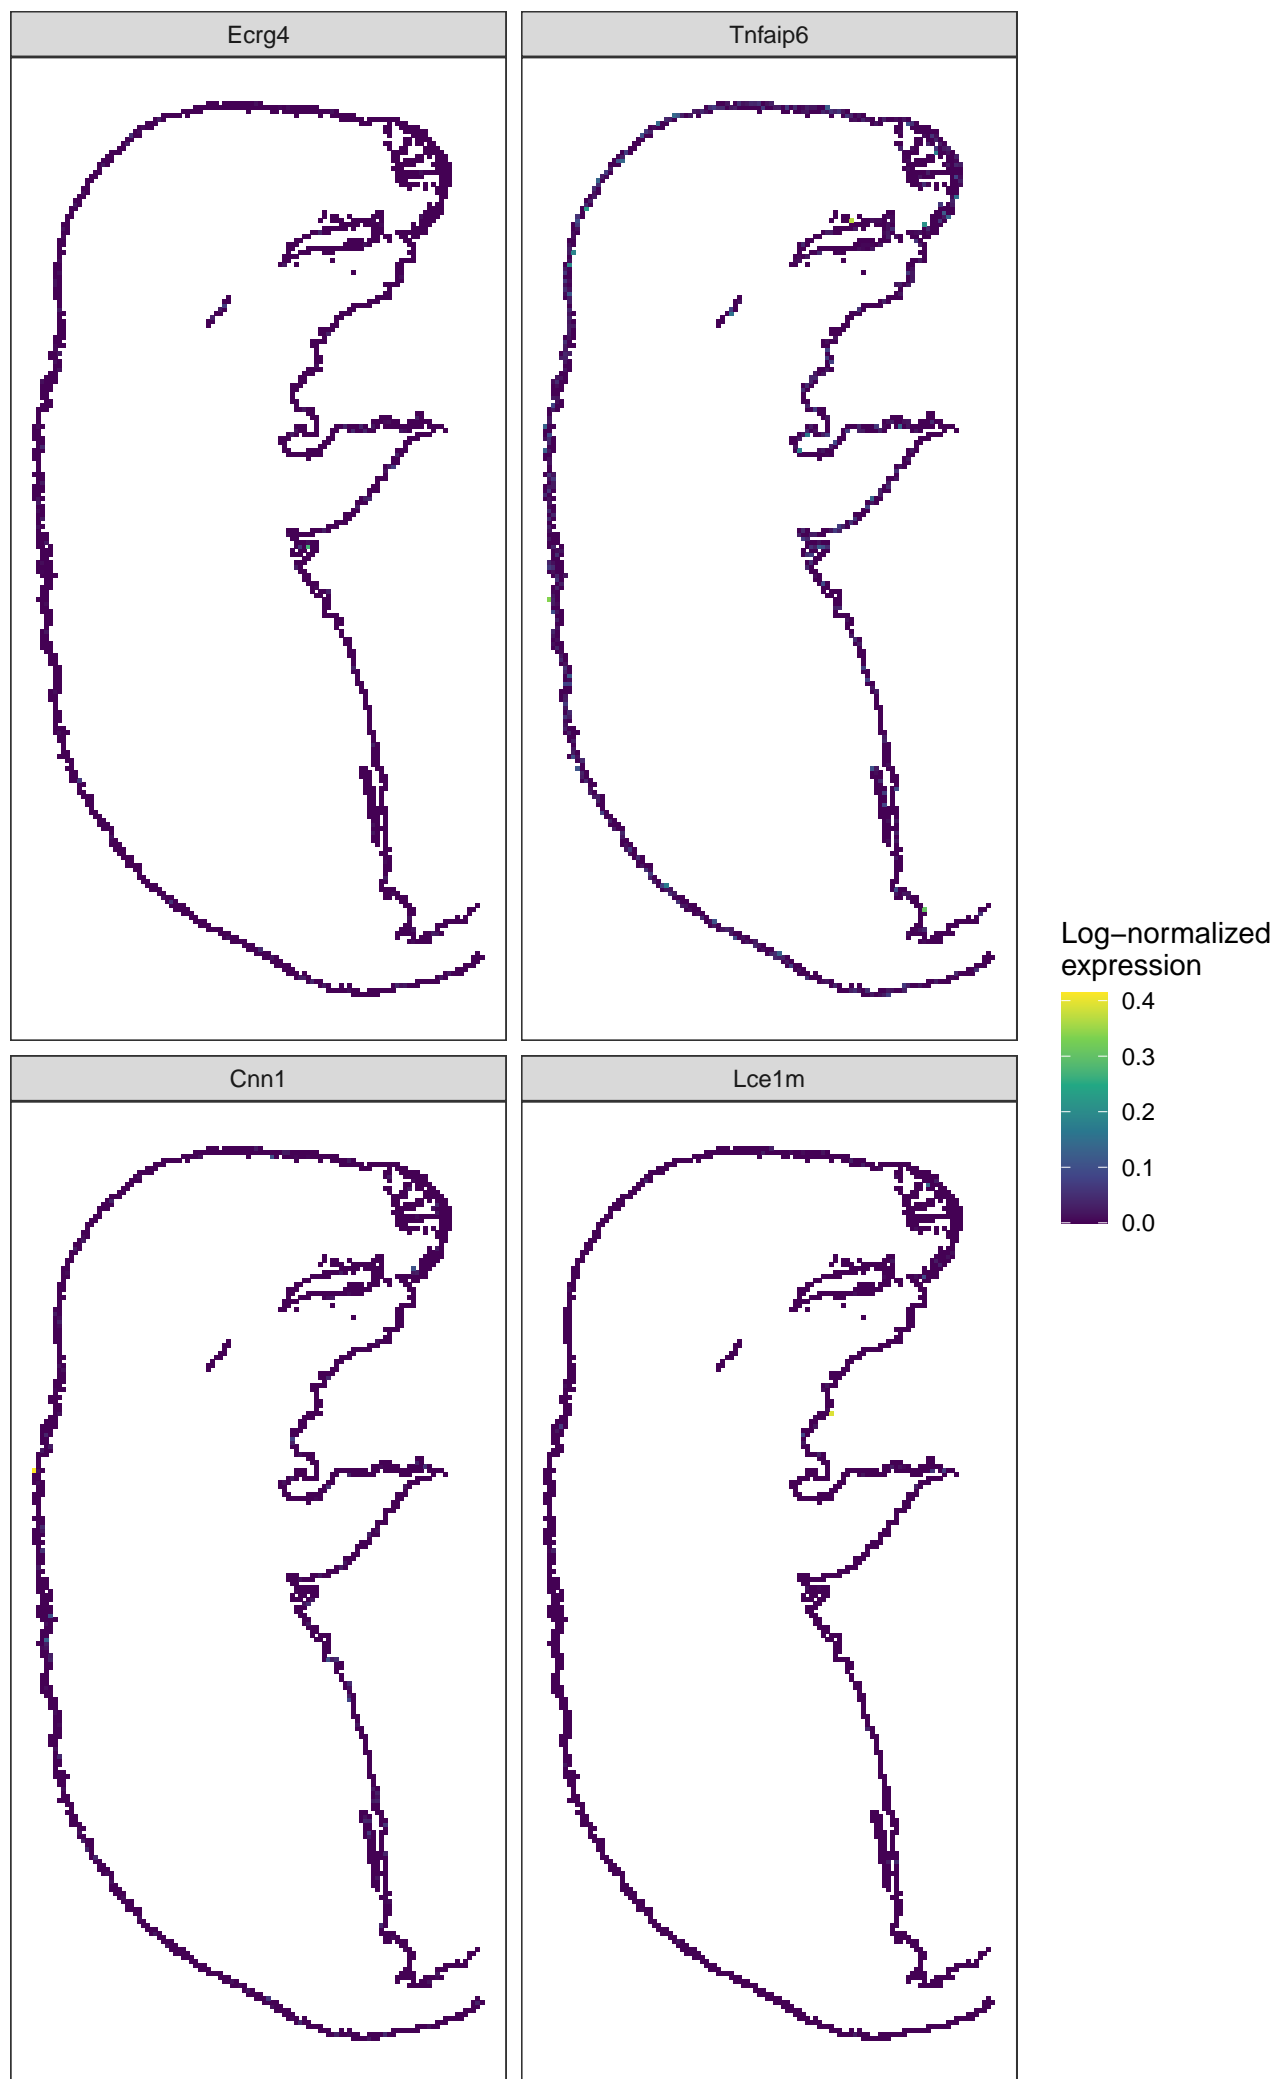 Ecrg4
Tnfaip6
Cnn1
Lce1m
Log−normalized
expression
0.4
0.3
0.2
0.1
0.0